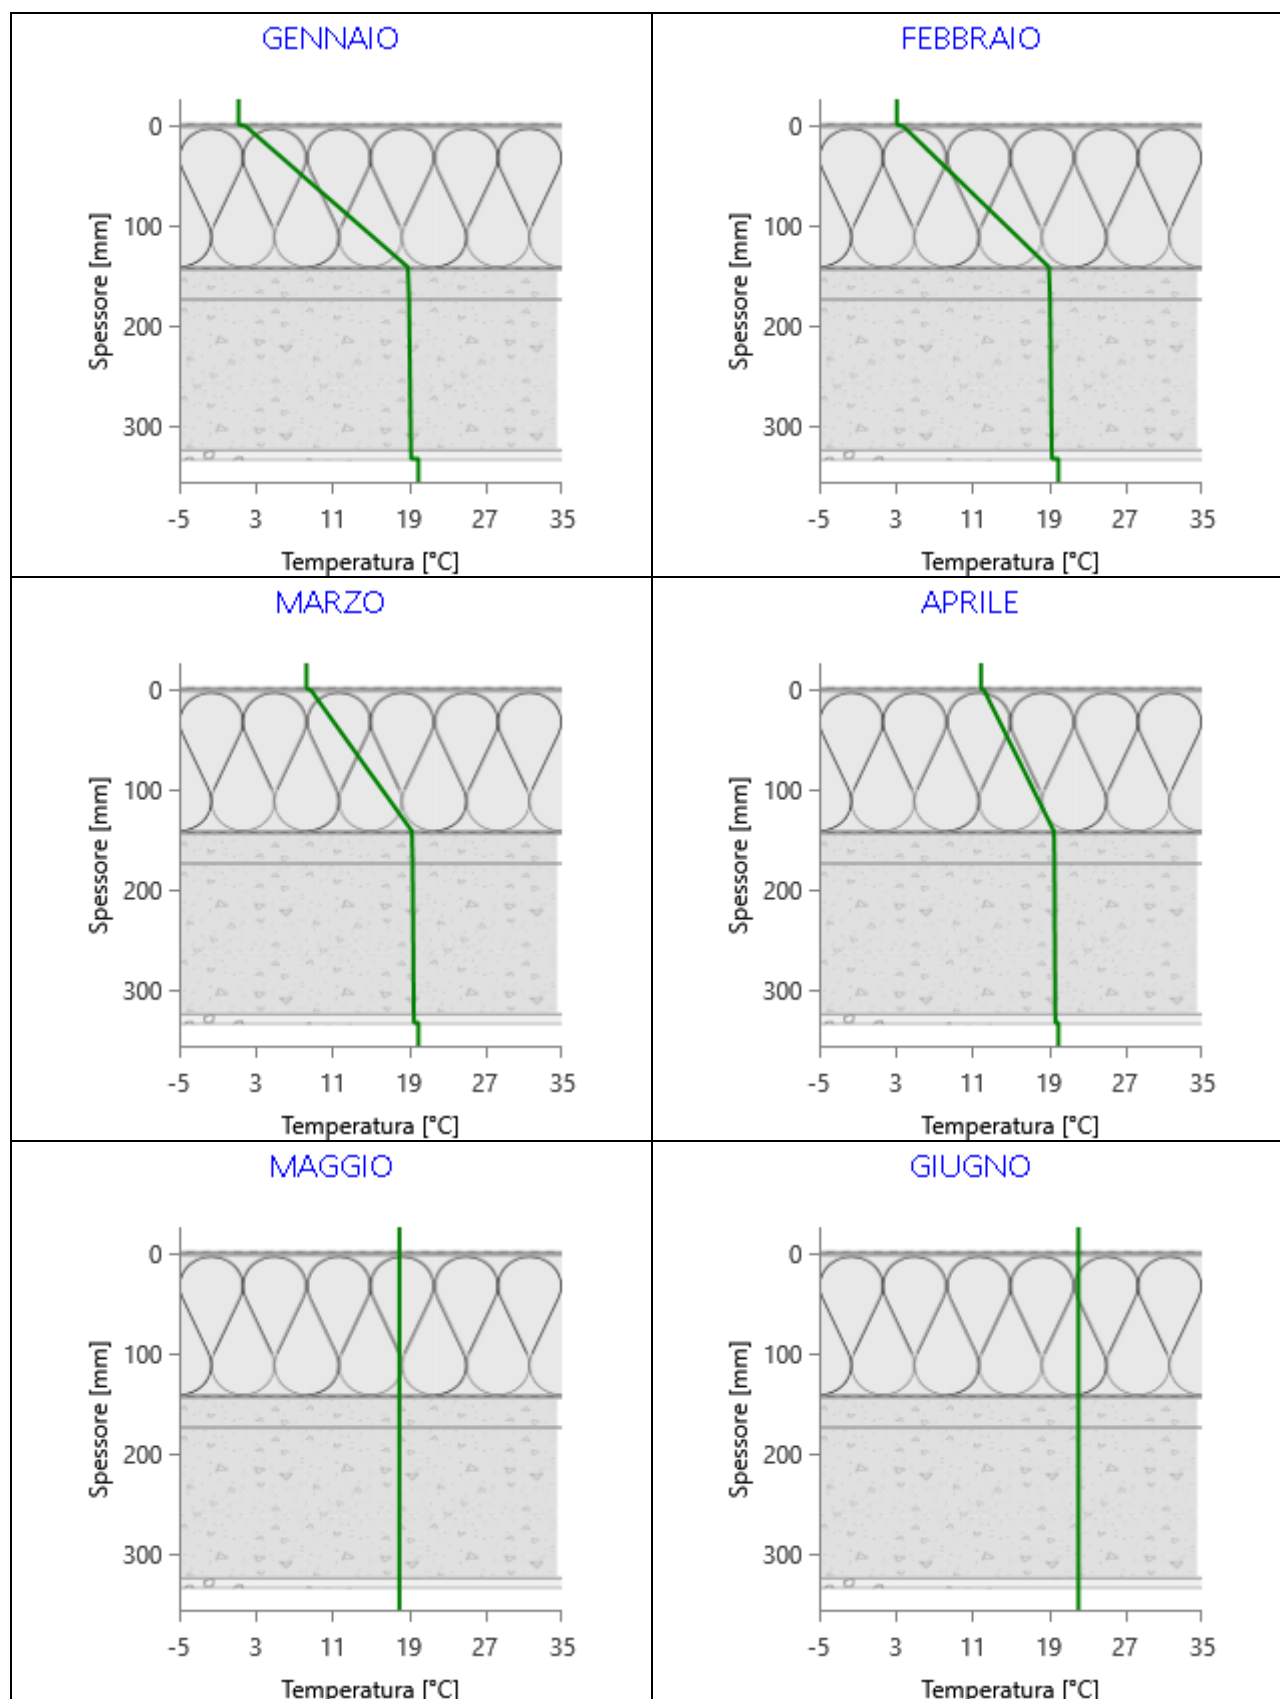 GENNAIO
0
100
200
300
Spessore [mm]
-5 3 11 19 27 35
Temperatura [°C]
FEBBRAIO
0
100
200
300
Spessore [mm]
-5 3 11 19 27 35
Temperatura [°C]
MARZO
0
100
200
300
Spessore [mm]
-5 3 11 19 27 35
Temperatura [°C]
APRILE
0
100
200
300
Spessore [mm]
-5 3 11 19 27 35
Temperatura [°C]
MAGGIO
0
100
200
300
Spessore [mm]
-5 3 11 19 27 35
Temperatura [°C]
GIUGNO
0
100
200
300
Spessore [mm]
-5 3 11 19 27 35
Temperatura [°C]